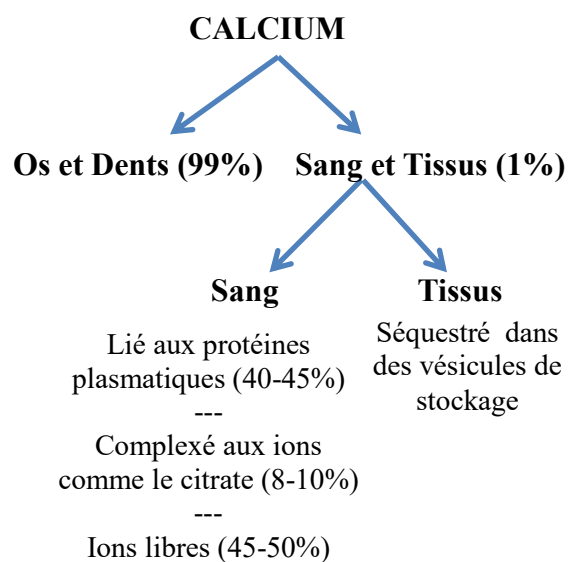 CALCIUM
Os et Dents (99%) Sang et Tissus (1%)
Sang
Lié aux protéines
plasmatiques (40-45%)
---
Complexé aux ions
comme le citrate (8-10%)
---
Ions libres (45-50%)
Tissus
Séquestré dans
des vésicules de
stockage